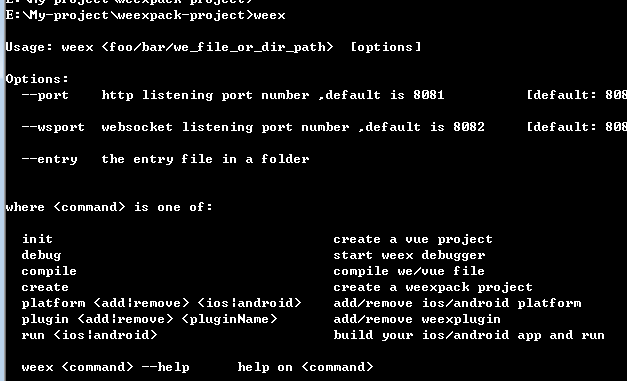 E:\My-project\weexpack-project>weex
Usage: weex <foo/bar/we_file_or_dir_path>  [options]
Options:
--port    http listening port number ,default is 8081    [default: 808
--wsport  websocket listening port number ,default is 8082    [default: 808
--entry   the entry file in a folder
where <command> is one of:
init    create a vue project
debug    start weex debugger
compile    compile we/vue file
create    create a weexpack project
platform <add|remove> <ios|android>    add/remove ios/android platform
plugin <add|remove> <pluginName>    add/remove weexplugin
run <ios|android>    build your ios/android app and run
weex <command> --help    help on <command>